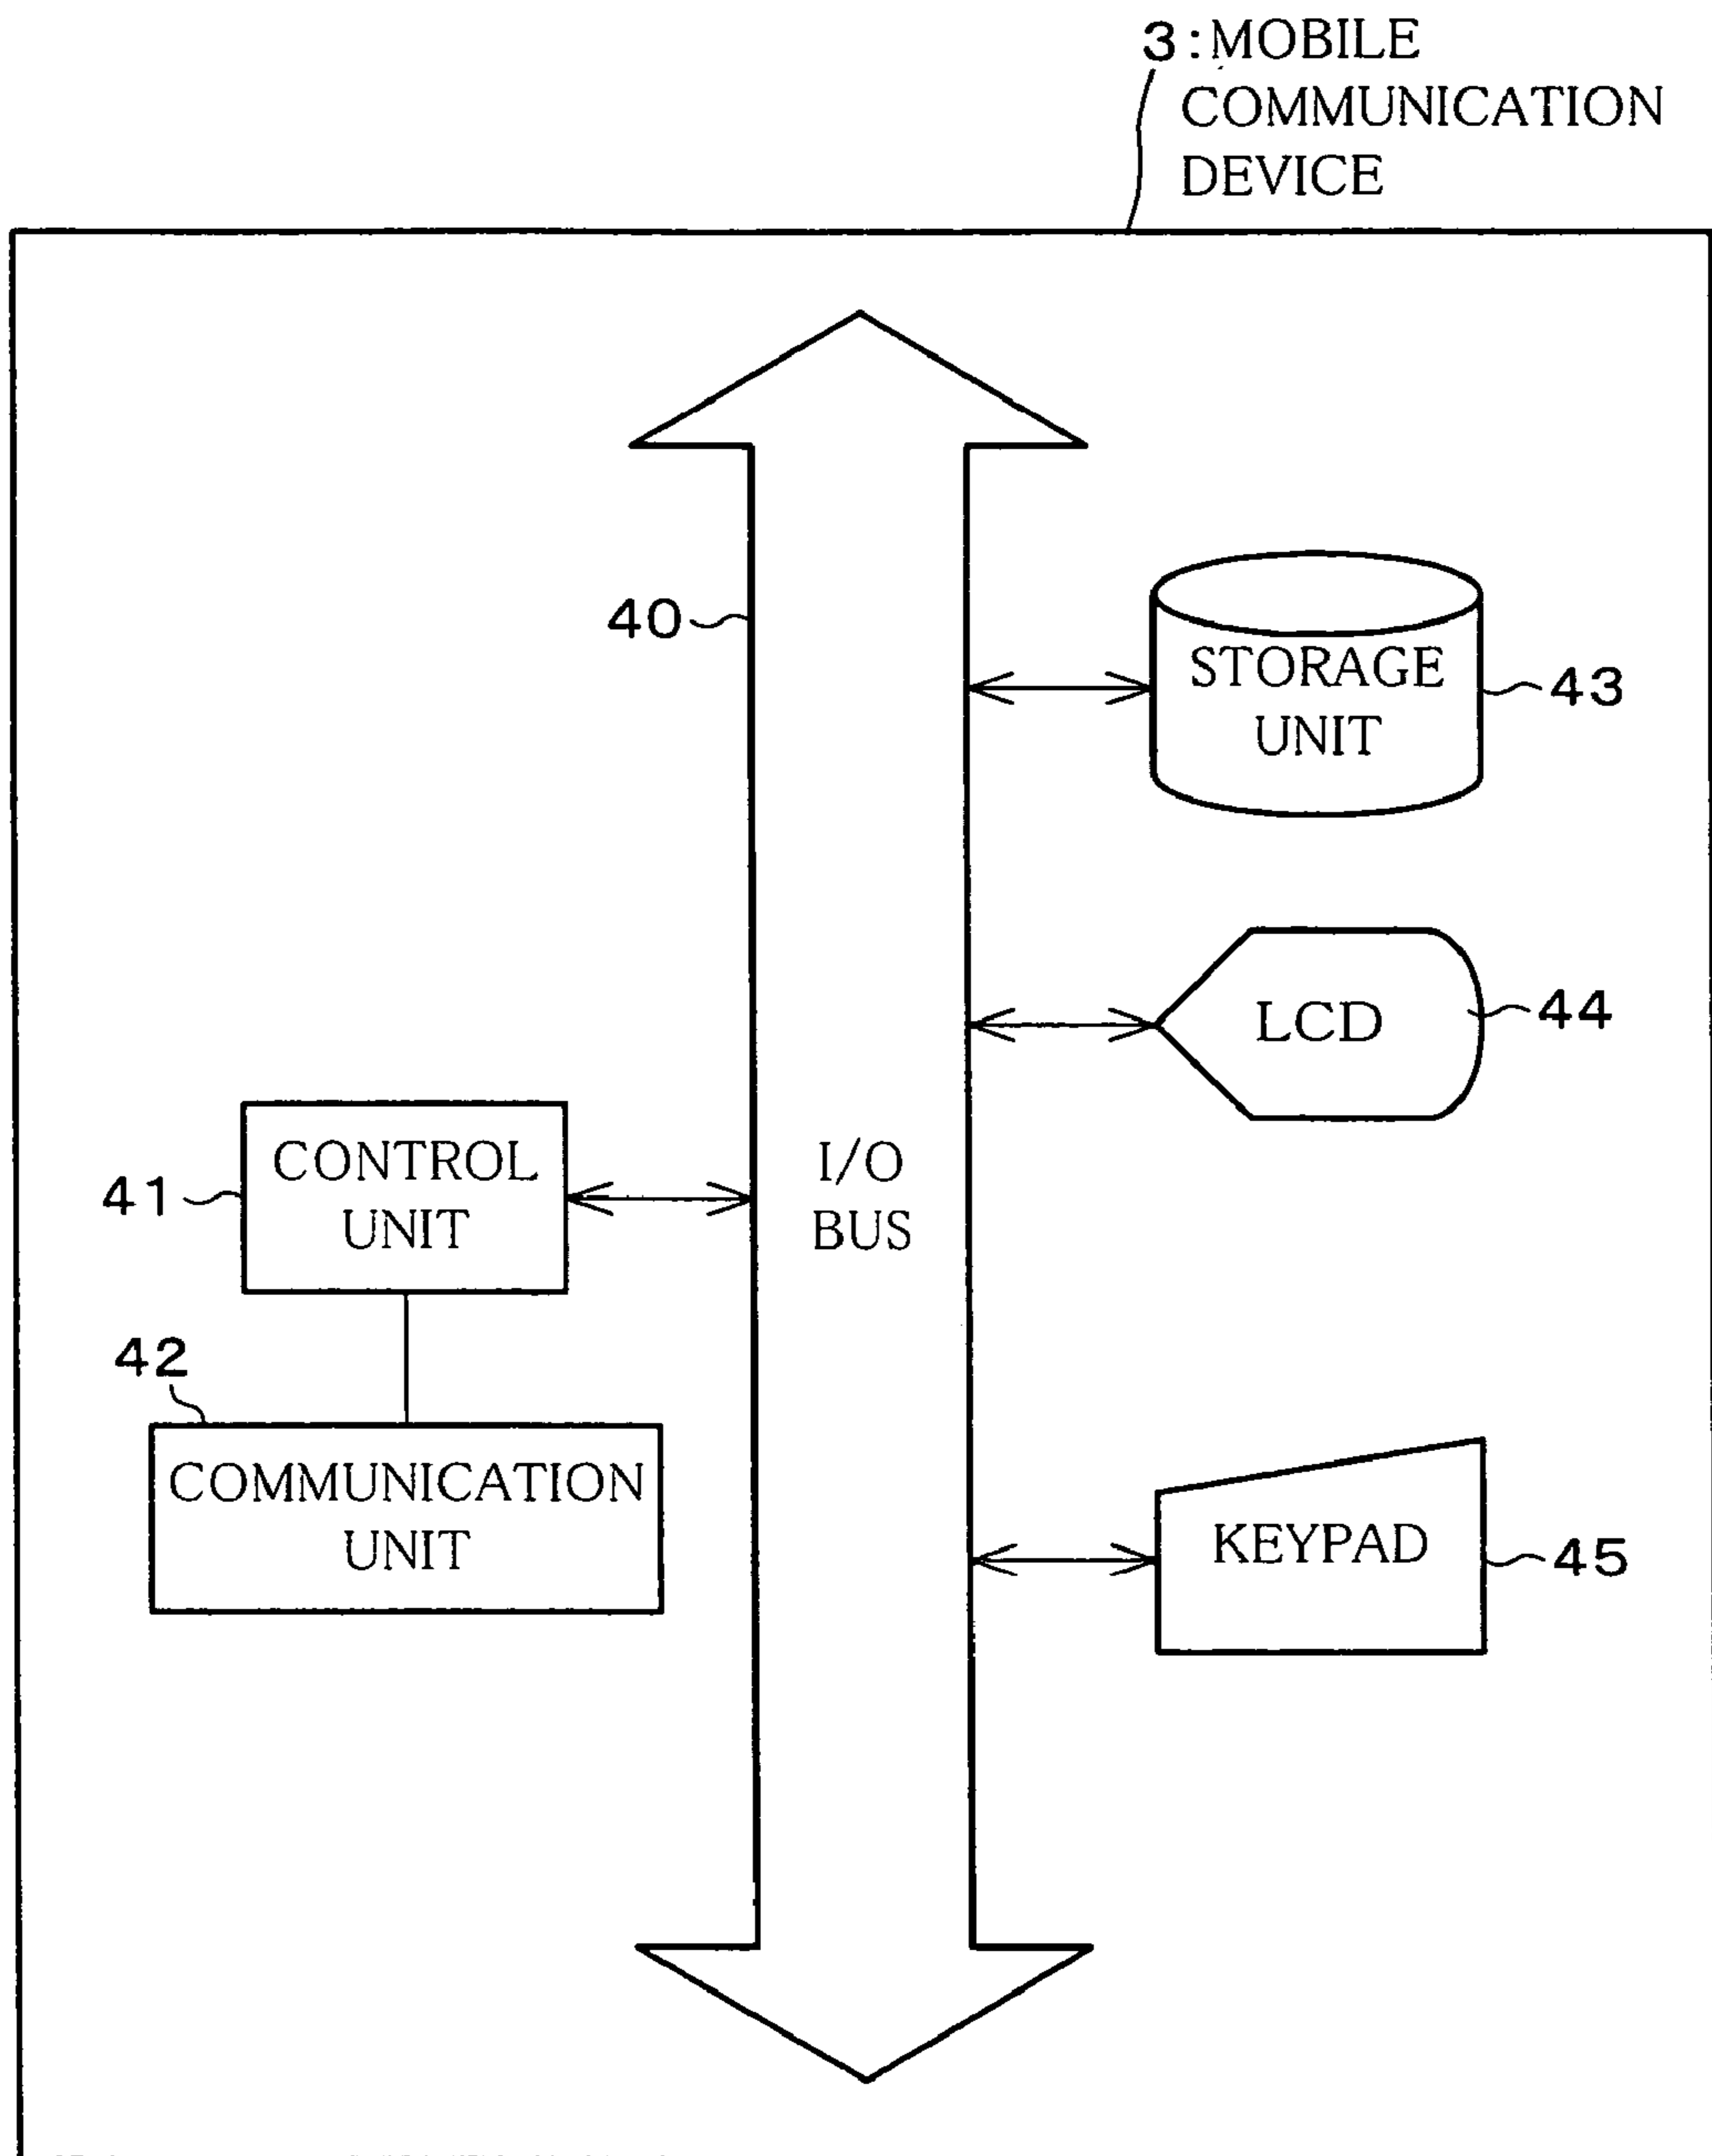 3:MOBILE
COMMUNICATION
DEVICE
40
STORAGE
UNIT
43
LCD
44
CONTROL
UNIT
41
I/O
BUS
42
COMMUNICATION
UNIT
KEYPAD
45